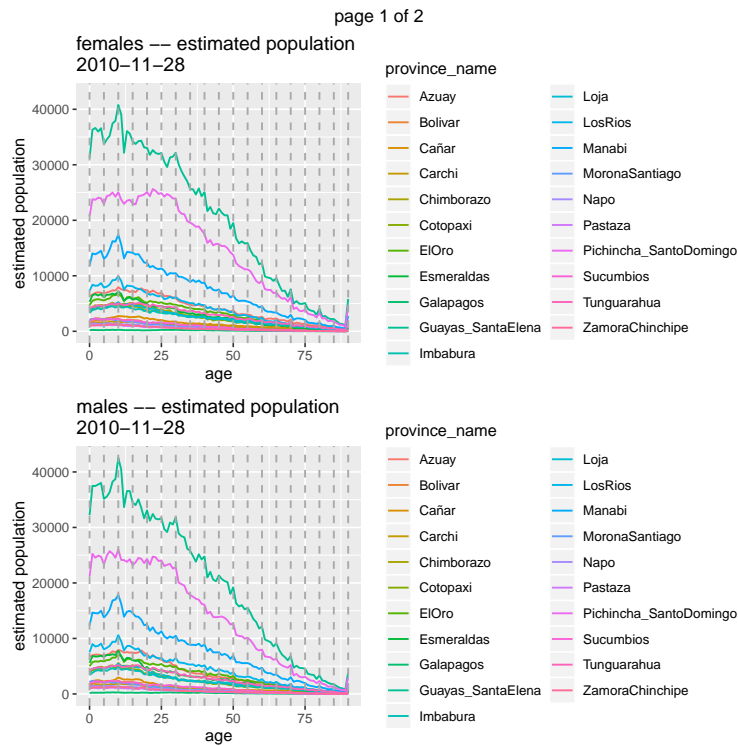 page 1 of 2
females −− estimated population
2010−11−28
estimated population
40000
30000
20000
10000
0
0 25 50 75
age
province_name
Azuay Loja
Bolivar LosRios
Cañar Manabi
Carchi MoronaSantiago
Chimborazo Napo
Cotopaxi Pastaza
ElOro Pichincha_SantoDomingo
Esmeraldas Sucumbios
Galapagos Tunguarahua
Guayas_SantaElena ZamoraChinchipe
Imbabura
males −− estimated population
2010−11−28
estimated population
40000
30000
20000
10000
0
0 25 50 75
age
province_name
Azuay Loja
Bolivar LosRios
Cañar Manabi
Carchi MoronaSantiago
Chimborazo Napo
Cotopaxi Pastaza
ElOro Pichincha_SantoDomingo
Esmeraldas Sucumbios
Galapagos Tunguarahua
Guayas_SantaElena ZamoraChinchipe
Imbabura